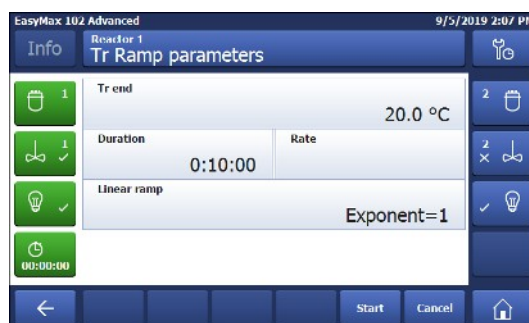 EasyMax 102 Advanced 9/5/2019 2:07 PM
Info
Reactor 1
Tr Ramp parameters
1
Tr end
20.0 °C
2
1
Duration
0:10:00
Rate
2
Linear ramp
Exponent=1
00:00:00
Start
Cancel